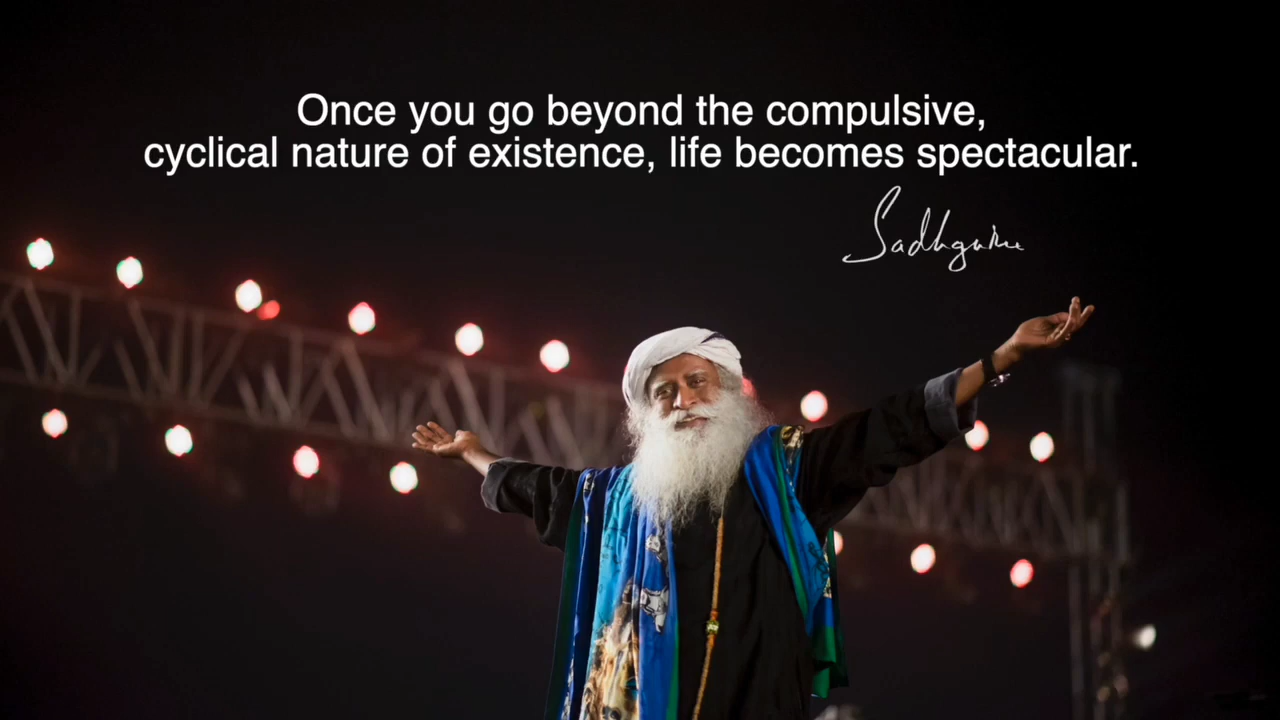 Once you go beyond the compulsive,
cyclical nature of existence, life becomes spectacular.
Sadhguru